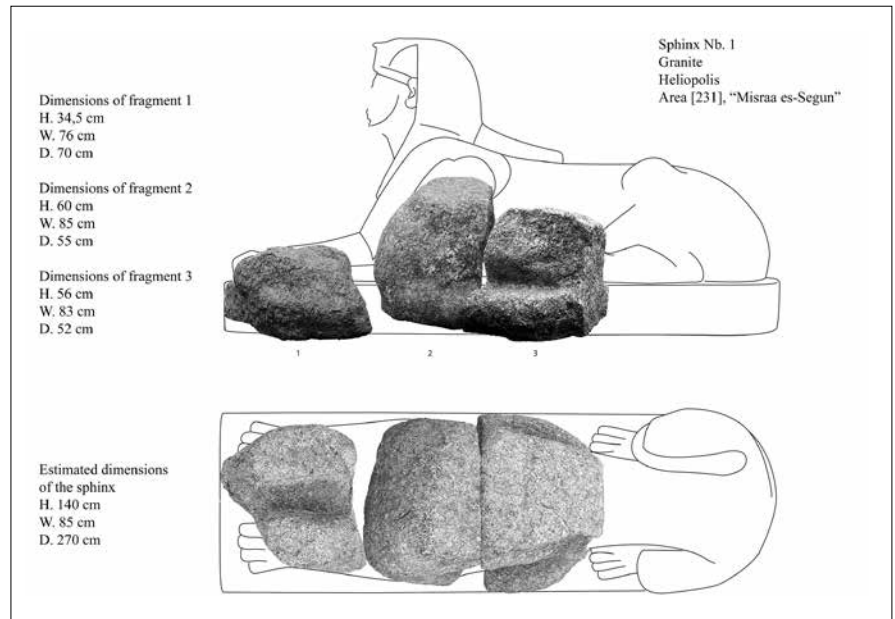 Sphinx Nb. 1
Granite
Heliopolis
Area [231], “Misraa es-Segun”
Dimensions of fragment 1
H. 34,5 cm
W. 76 cm
D. 70 cm
Dimensions of fragment 2
H. 60 cm
W. 85 cm
D. 55 cm
Dimensions of fragment 3
H. 56 cm
W. 83 cm
D. 52 cm
1
2
3
Estimated dimensions
of the sphinx
H. 140 cm
W. 85 cm
D. 270 cm